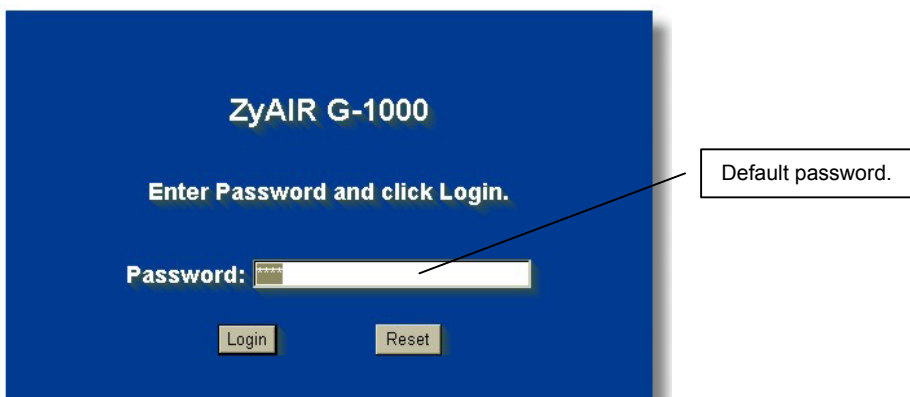 ZyAIR G-1000
Enter Password and click Login.
Default password.
Password: ****
Login Reset